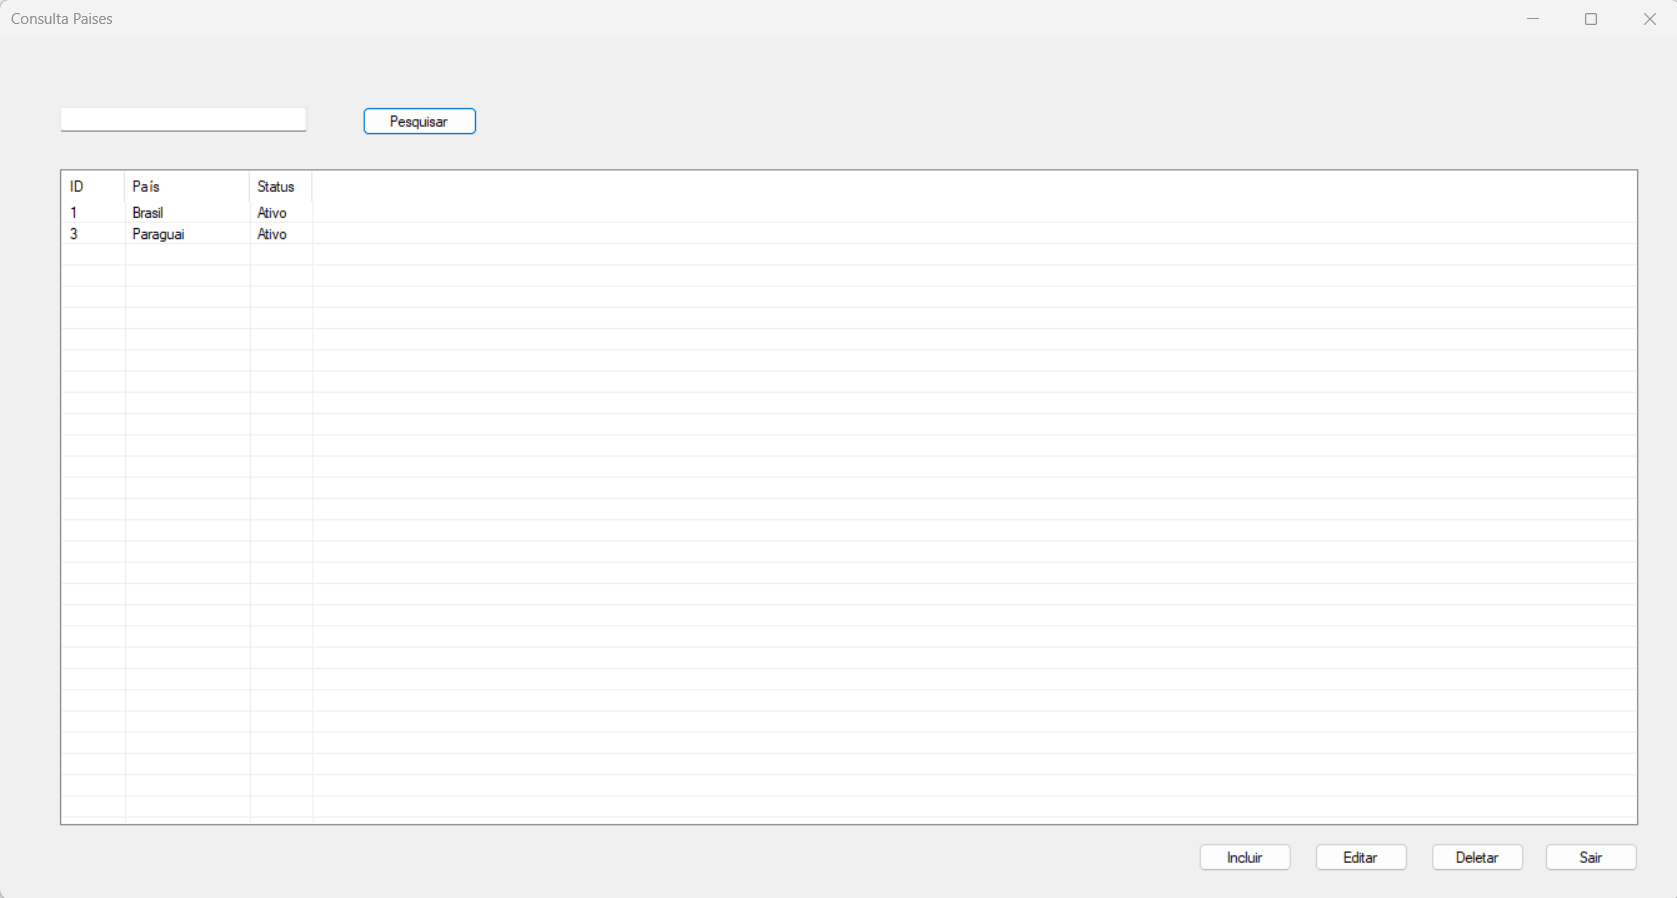 Consulta Paises
Pesquisar
ID País Status
1 Brasil Ativo
3 Paraguai Ativo
Incluir Editar Deletar Sair